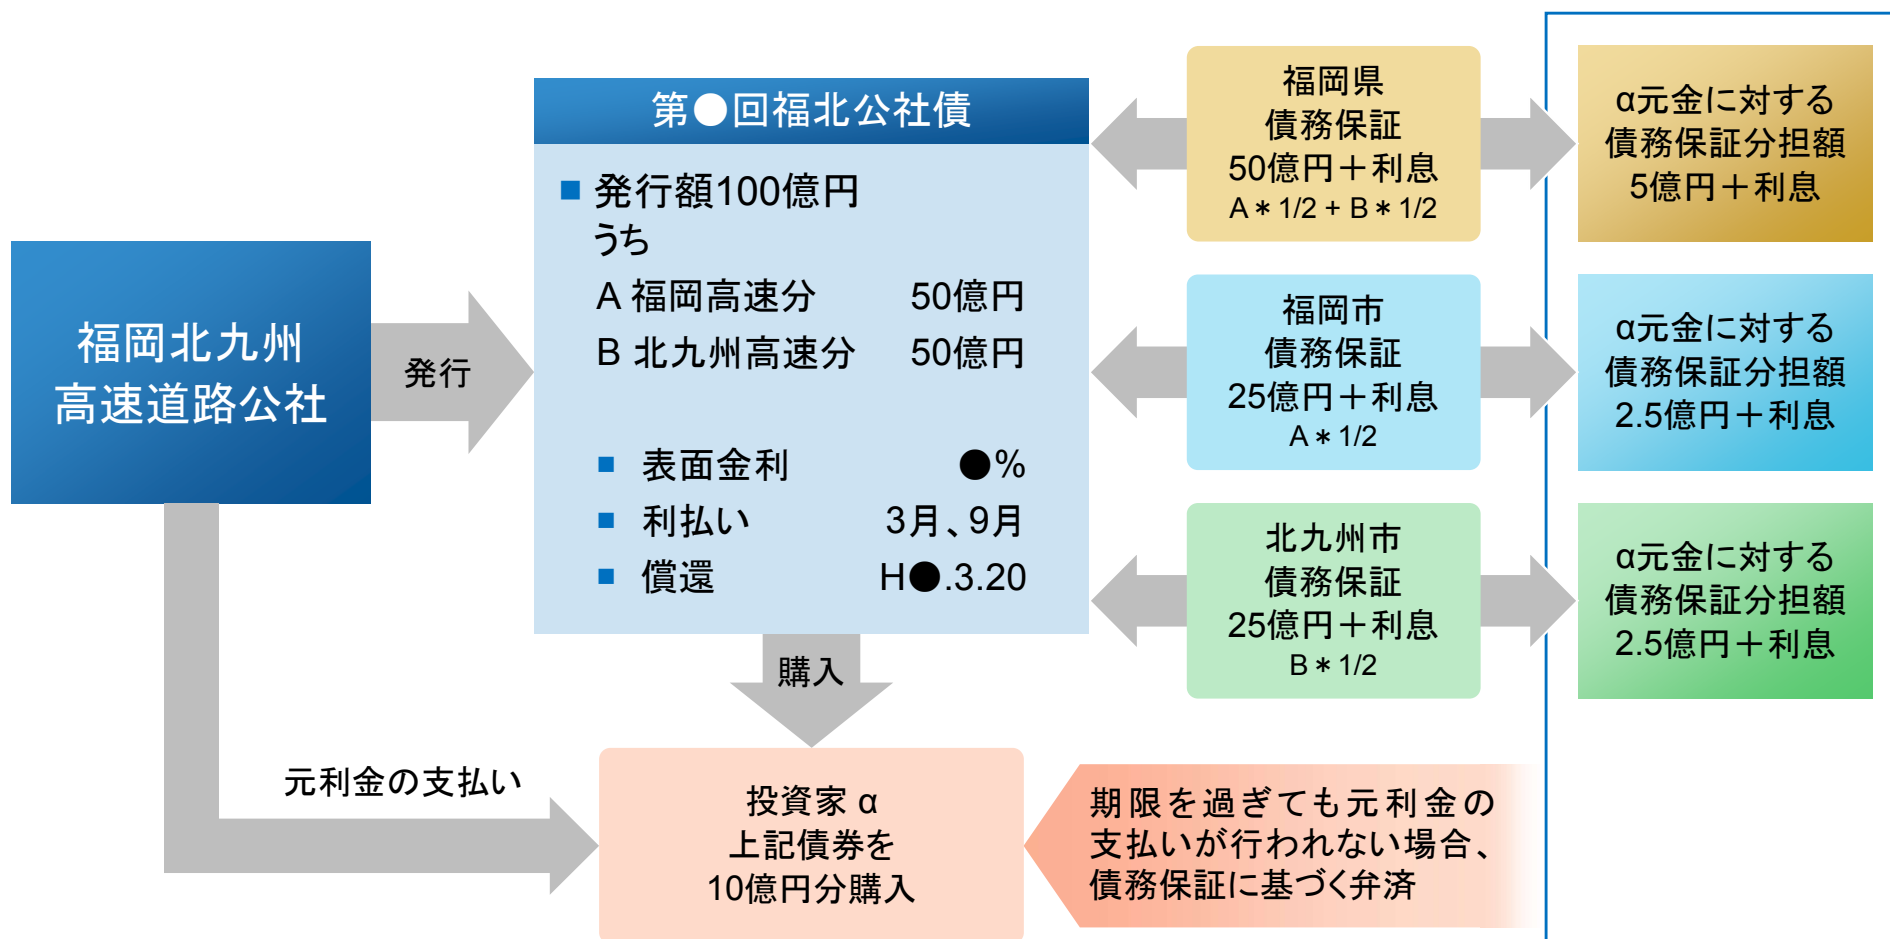 福岡北九州
高速道路公社
発行
第●回福北公社債
■ 発行額100億円
うち
A 福岡高速分 50億円
B 北九州高速分 50億円
■ 表面金利 ●%
■ 利払い 3月、9月
■ 償還 H●.3.20
福岡県
債務保証
50億円＋利息
A＊1/2 + B＊1/2
α元金に対する
債務保証分担額
5億円＋利息
福岡市
債務保証
25億円＋利息
A＊1/2
α元金に対する
債務保証分担額
2.5億円＋利息
北九州市
債務保証
25億円＋利息
B＊1/2
α元金に対する
債務保証分担額
2.5億円＋利息
購入
元利金の支払い
投資家 α
上記債券を
10億円分購入
期限を過ぎても元利金の
支払いが行われない場合、
債務保証に基づく弁済